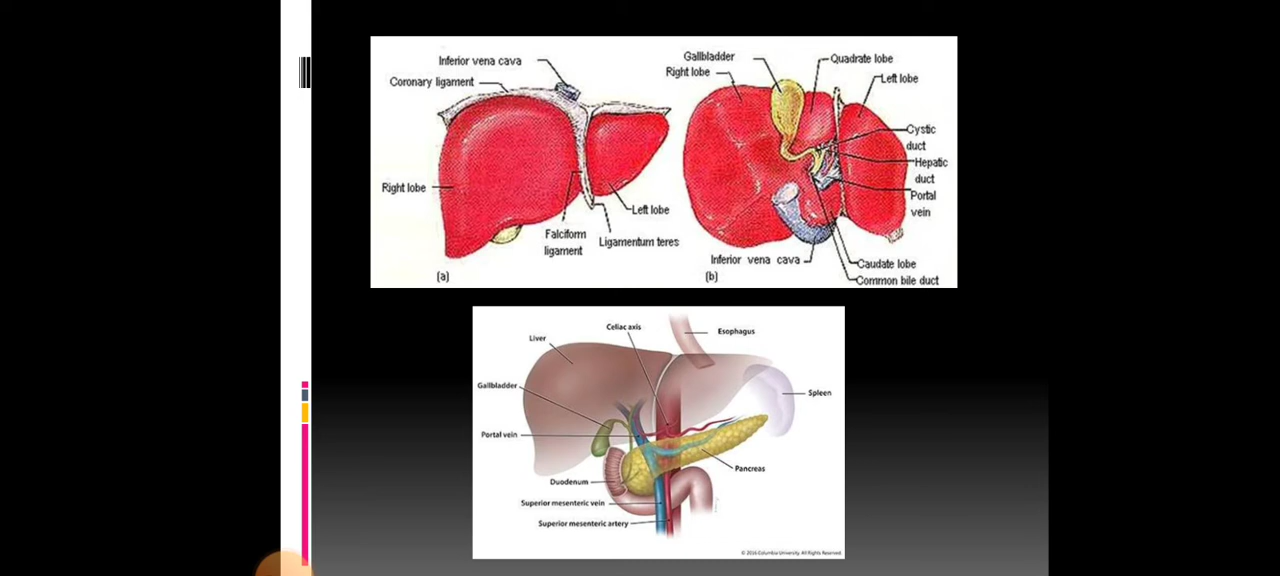 Inferior vena cava
Coronary ligament
Right lobe
Falciform
ligament
Ligamentum teres
Left lobe
(a)
Gallbladder
Right lobe
Quadrate lobe
Left lobe
Cystic
duct
Hepatic
duct
Portal
vein
Inferior vena cava
Caudate lobe
Common bile duct
(b)
Celiac axis
Esophagus
Liver
Gallbladder
Spleen
Portal vein
Pancreas
Duodenum
Superior mesenteric vein
Superior mesenteric artery
© 2016 Columbia University. All Rights Reserved.